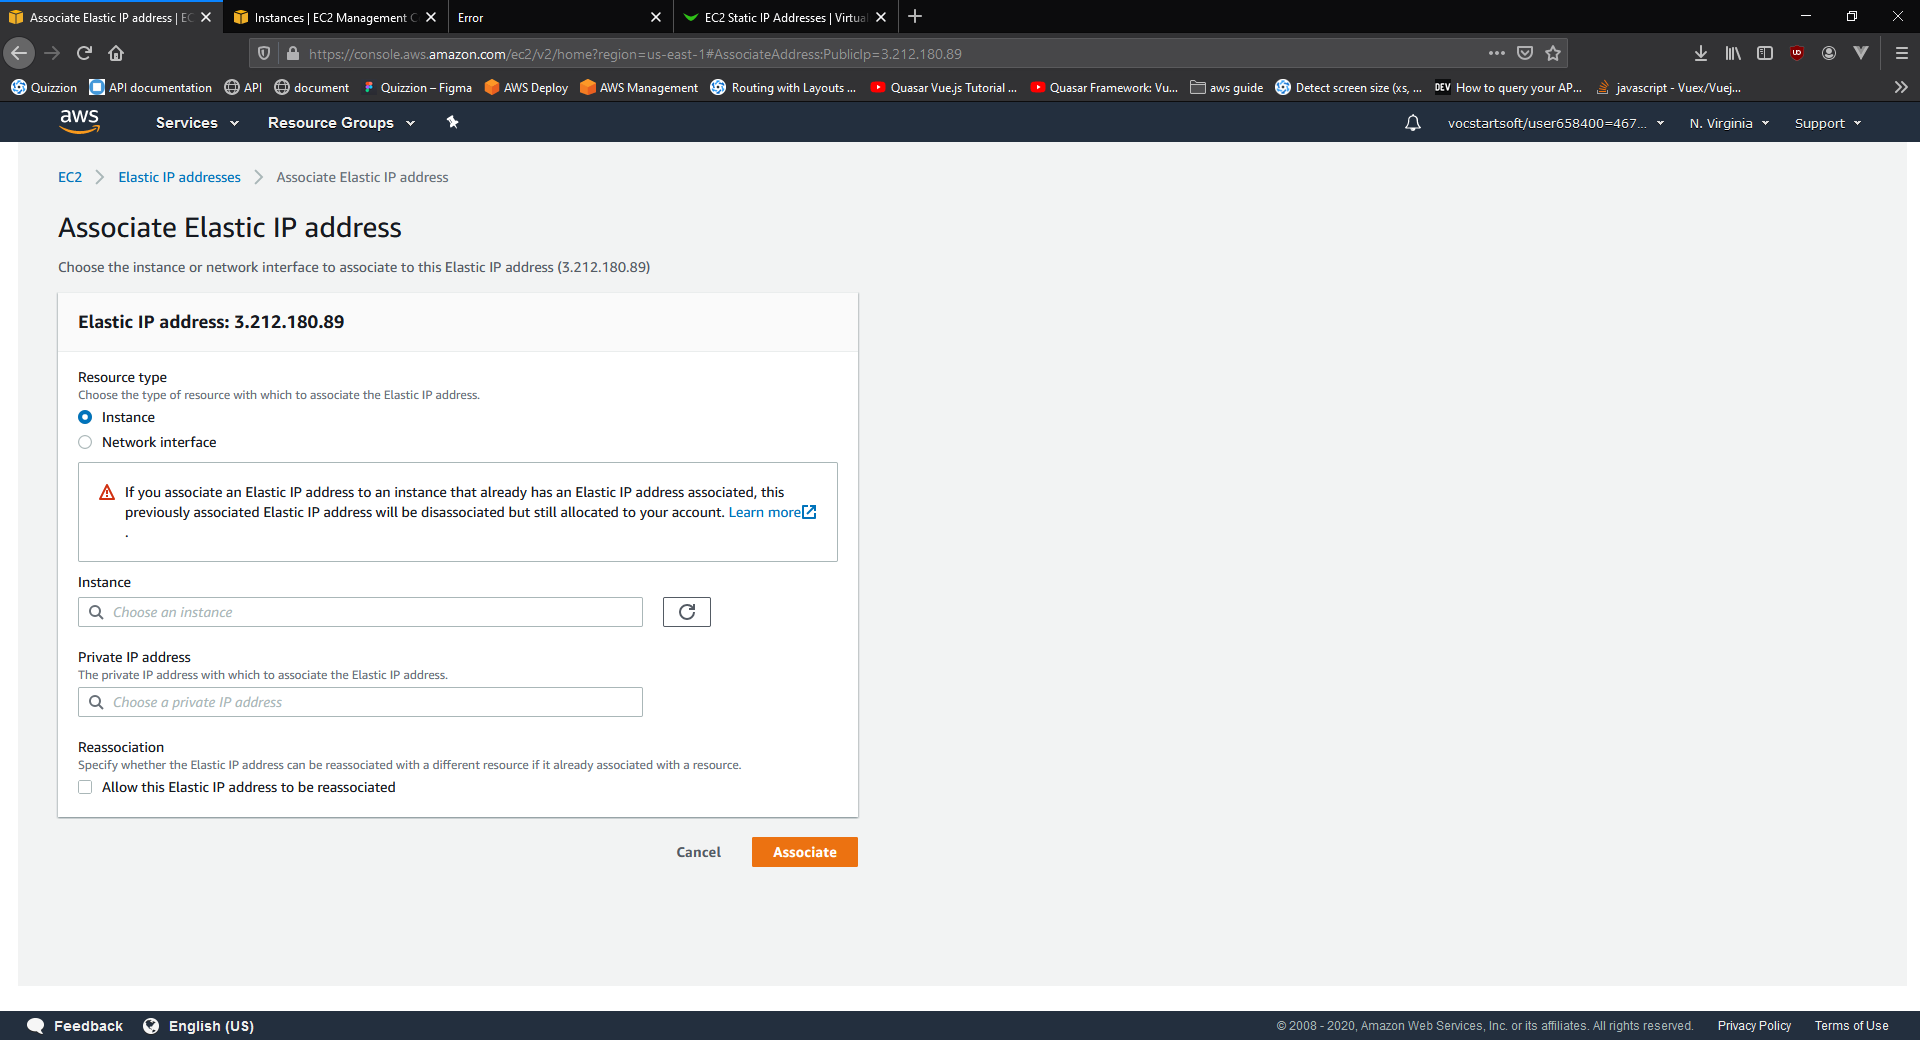 Associate Elastic IP address | EC
Instances | EC2 Management C
Error
EC2 Static IP Addresses | Virtual
https://console.aws.amazon.com/ec2/v2/home?region=us-east-1#AssociateAddress:PublicIp=3.212.180.89
Quizzion
API documentation
API
document
Quizzion – Figma
AWS Deploy
AWS Management
Routing with Layouts ...
Quasar Vue.js Tutorial ...
Quasar Framework: Vu...
aws guide
Detect screen size (xs, ...
DEV How to query your AP...
javascript - Vuex/Vuej...
aws
Services
Resource Groups
vocstartsoft/user658400=467...
N. Virginia
Support
EC2
Elastic IP addresses
Associate Elastic IP address
Associate Elastic IP address
Choose the instance or network interface to associate to this Elastic IP address (3.212.180.89)
Elastic IP address: 3.212.180.89
Resource type
Choose the type of resource with which to associate the Elastic IP address.
Instance
Network interface
If you associate an Elastic IP address to an instance that already has an Elastic IP address associated, this
previously associated Elastic IP address will be disassociated but still allocated to your account. Learn more
.
Instance
Choose an instance
Private IP address
The private IP address with which to associate the Elastic IP address.
Choose a private IP address
Reassociation
Specify whether the Elastic IP address can be reassociated with a different resource if it already associated with a resource.
Allow this Elastic IP address to be reassociated
Cancel
Associate
Feedback
English (US)
© 2008 - 2020, Amazon Web Services, Inc. or its affiliates. All rights reserved.
Privacy Policy
Terms of Use